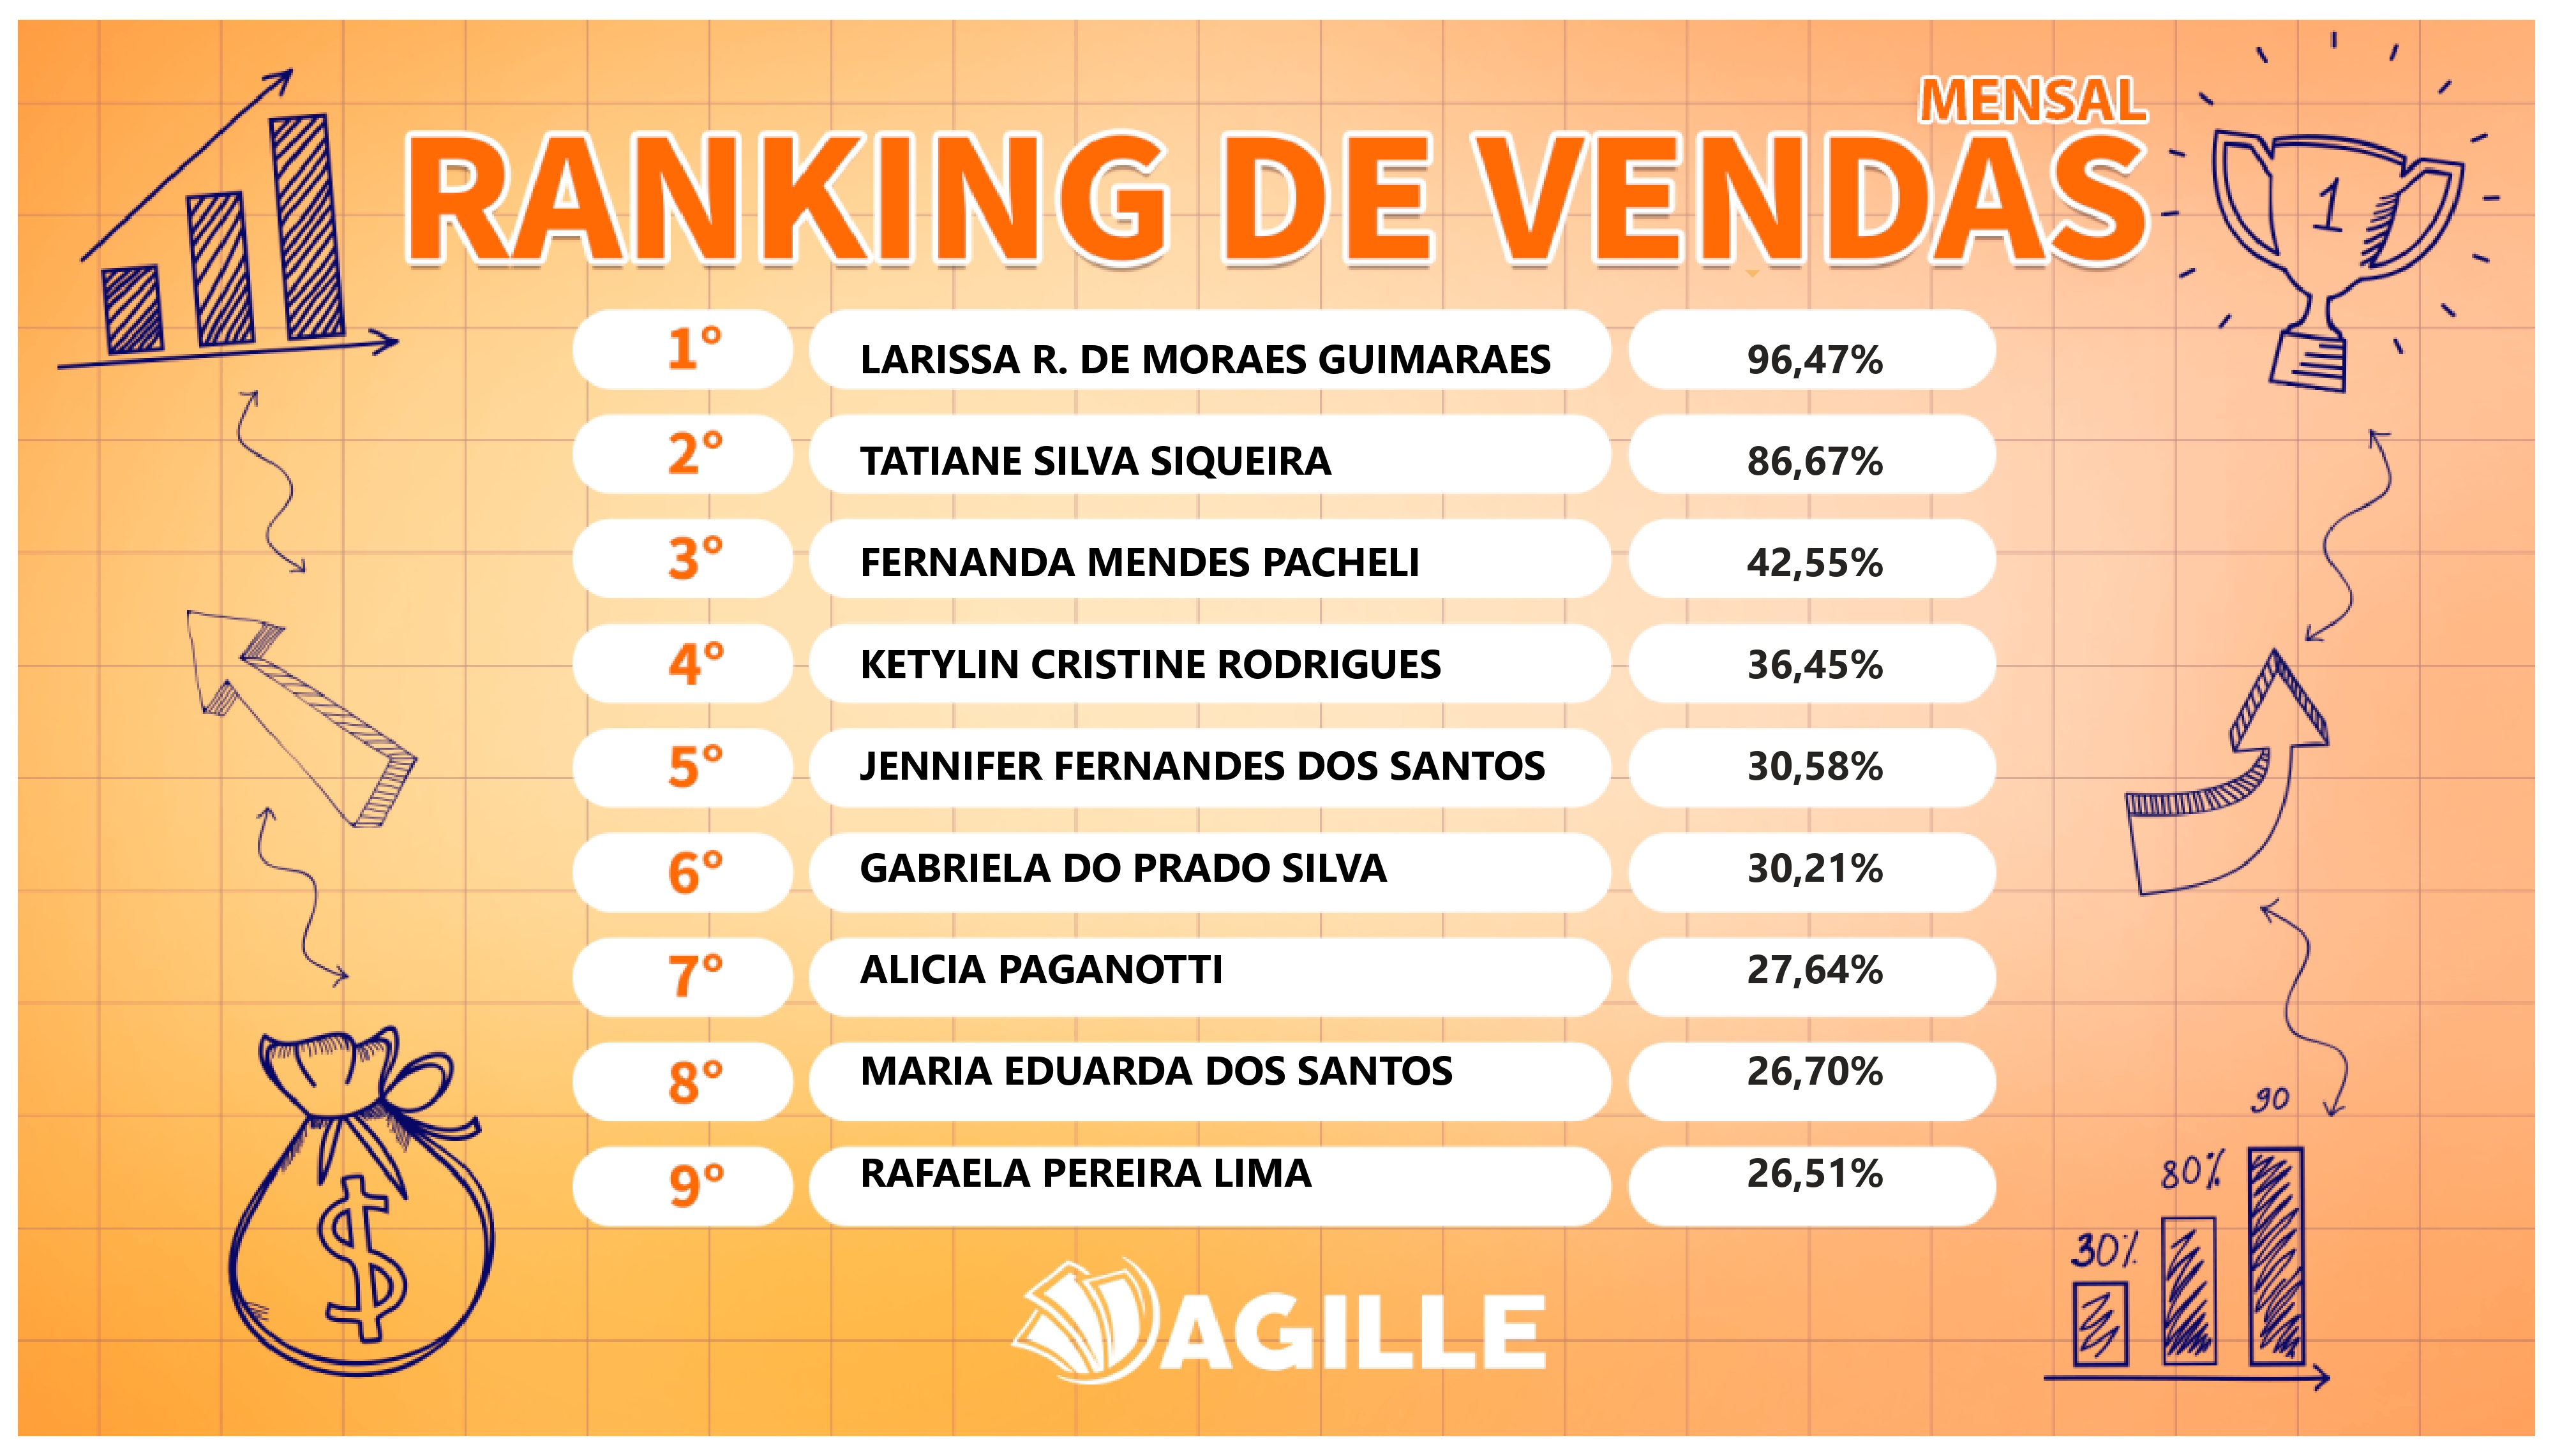 MENSAL
RANKING DE VENDAS
1
1° LARISSA R. DE MORAES GUIMARAES 96,47%
2° TATIANE SILVA SIQUEIRA 86,67%
3° FERNANDA MENDES PACHELI 42,55%
4° KETYLIN CRISTINE RODRIGUES 36,45%
5° JENNIFER FERNANDES DOS SANTOS 30,58%
6° GABRIELA DO PRADO SILVA 30,21%
7° ALICIA PAGANOTTI 27,64%
8° MARIA EDUARDA DOS SANTOS 26,70%
9° RAFAELA PEREIRA LIMA 26,51%
90
80%
30%
$
AGILLE